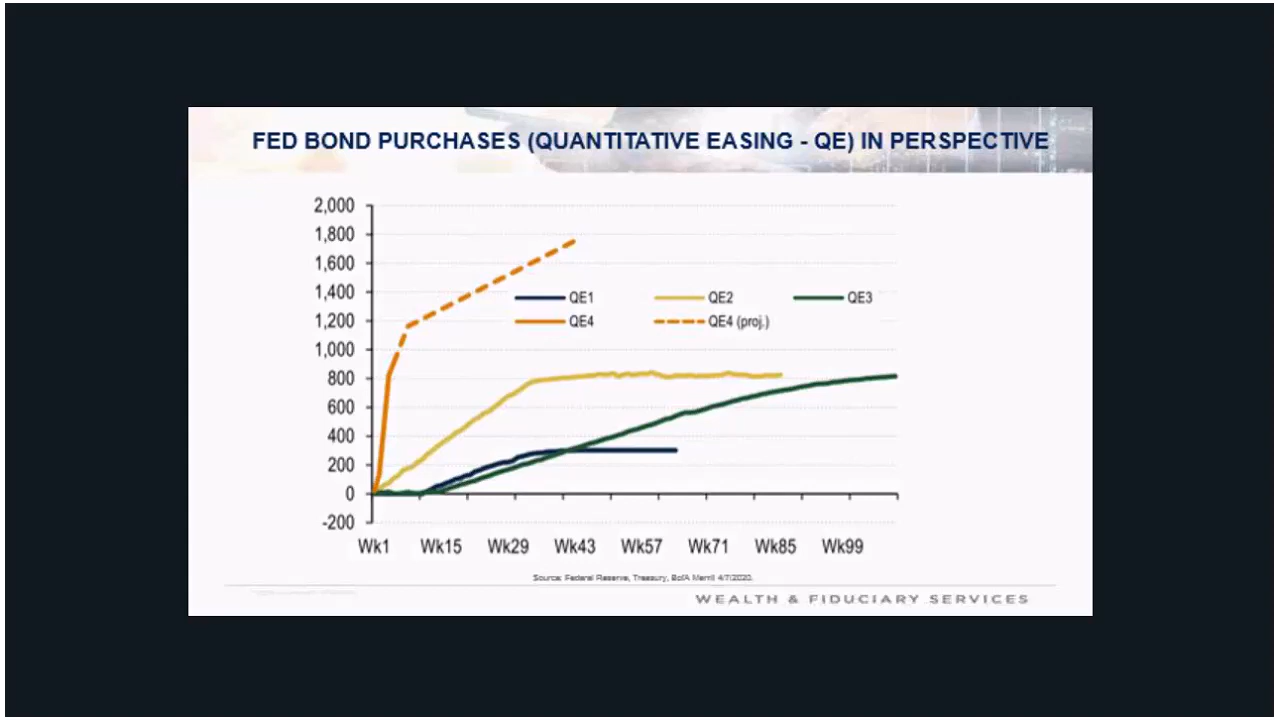 FED BOND PURCHASES (QUANTITATIVE EASING - QE) IN PERSPECTIVE
2,000
1,800
1,600
1,400
1,200
1,000
800
600
400
200
0
-200
QE1 QE2 QE3
QE4 QE4 (proj.)
Wk1 Wk15 Wk29 Wk43 Wk57 Wk71 Wk85 Wk99
Source: Federal Reserve, Treasury, BofA Merrill 4/7/2020.
WEALTH & FIDUCIARY SERVICES